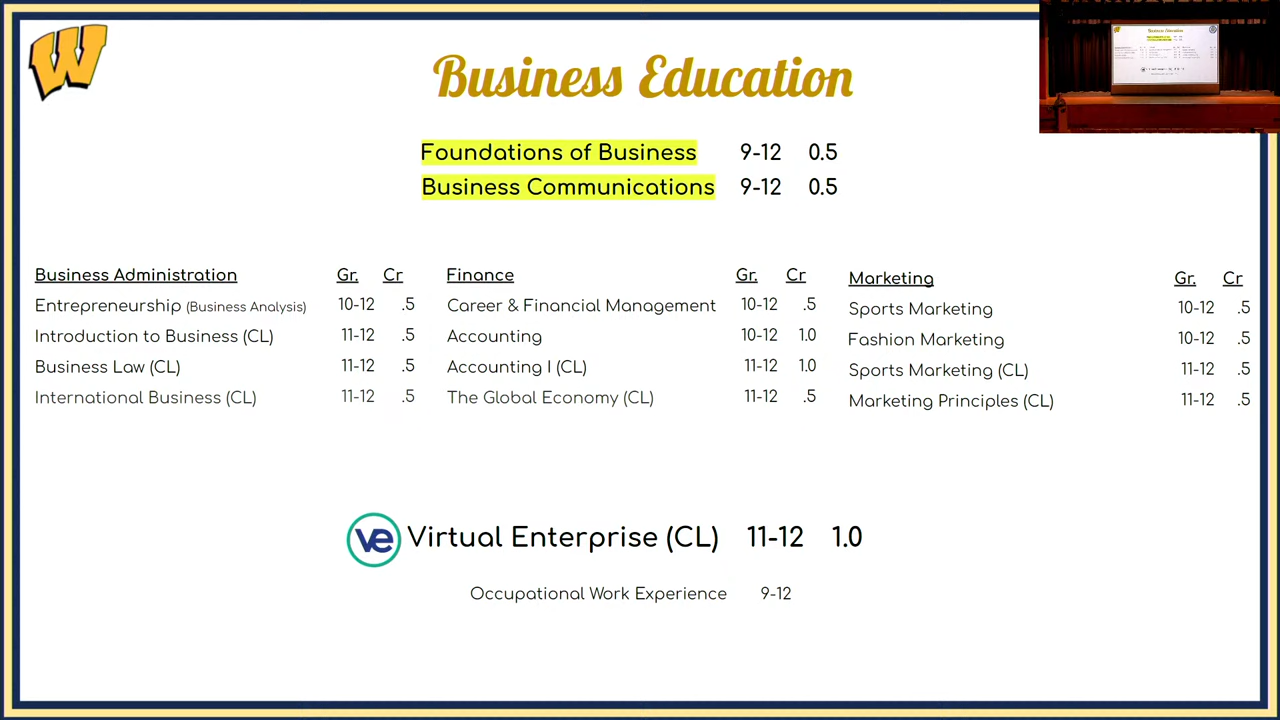 W
Business Education
Foundations of Business 9-12 0.5
Business Communications 9-12 0.5
Business Administration Gr. Cr
Entrepreneurship (Business Analysis) 10-12 .5
Introduction to Business (CL) 11-12 .5
Business Law (CL) 11-12 .5
International Business (CL) 11-12 .5
Finance Gr. Cr
Career & Financial Management 10-12 .5
Accounting 10-12 1.0
Accounting I (CL) 11-12 1.0
The Global Economy (CL) 11-12 .5
Marketing Gr. Cr
Sports Marketing 10-12 .5
Fashion Marketing 10-12 .5
Sports Marketing (CL) 11-12 .5
Marketing Principles (CL) 11-12 .5
ve Virtual Enterprise (CL) 11-12 1.0
Occupational Work Experience 9-12
Business Education